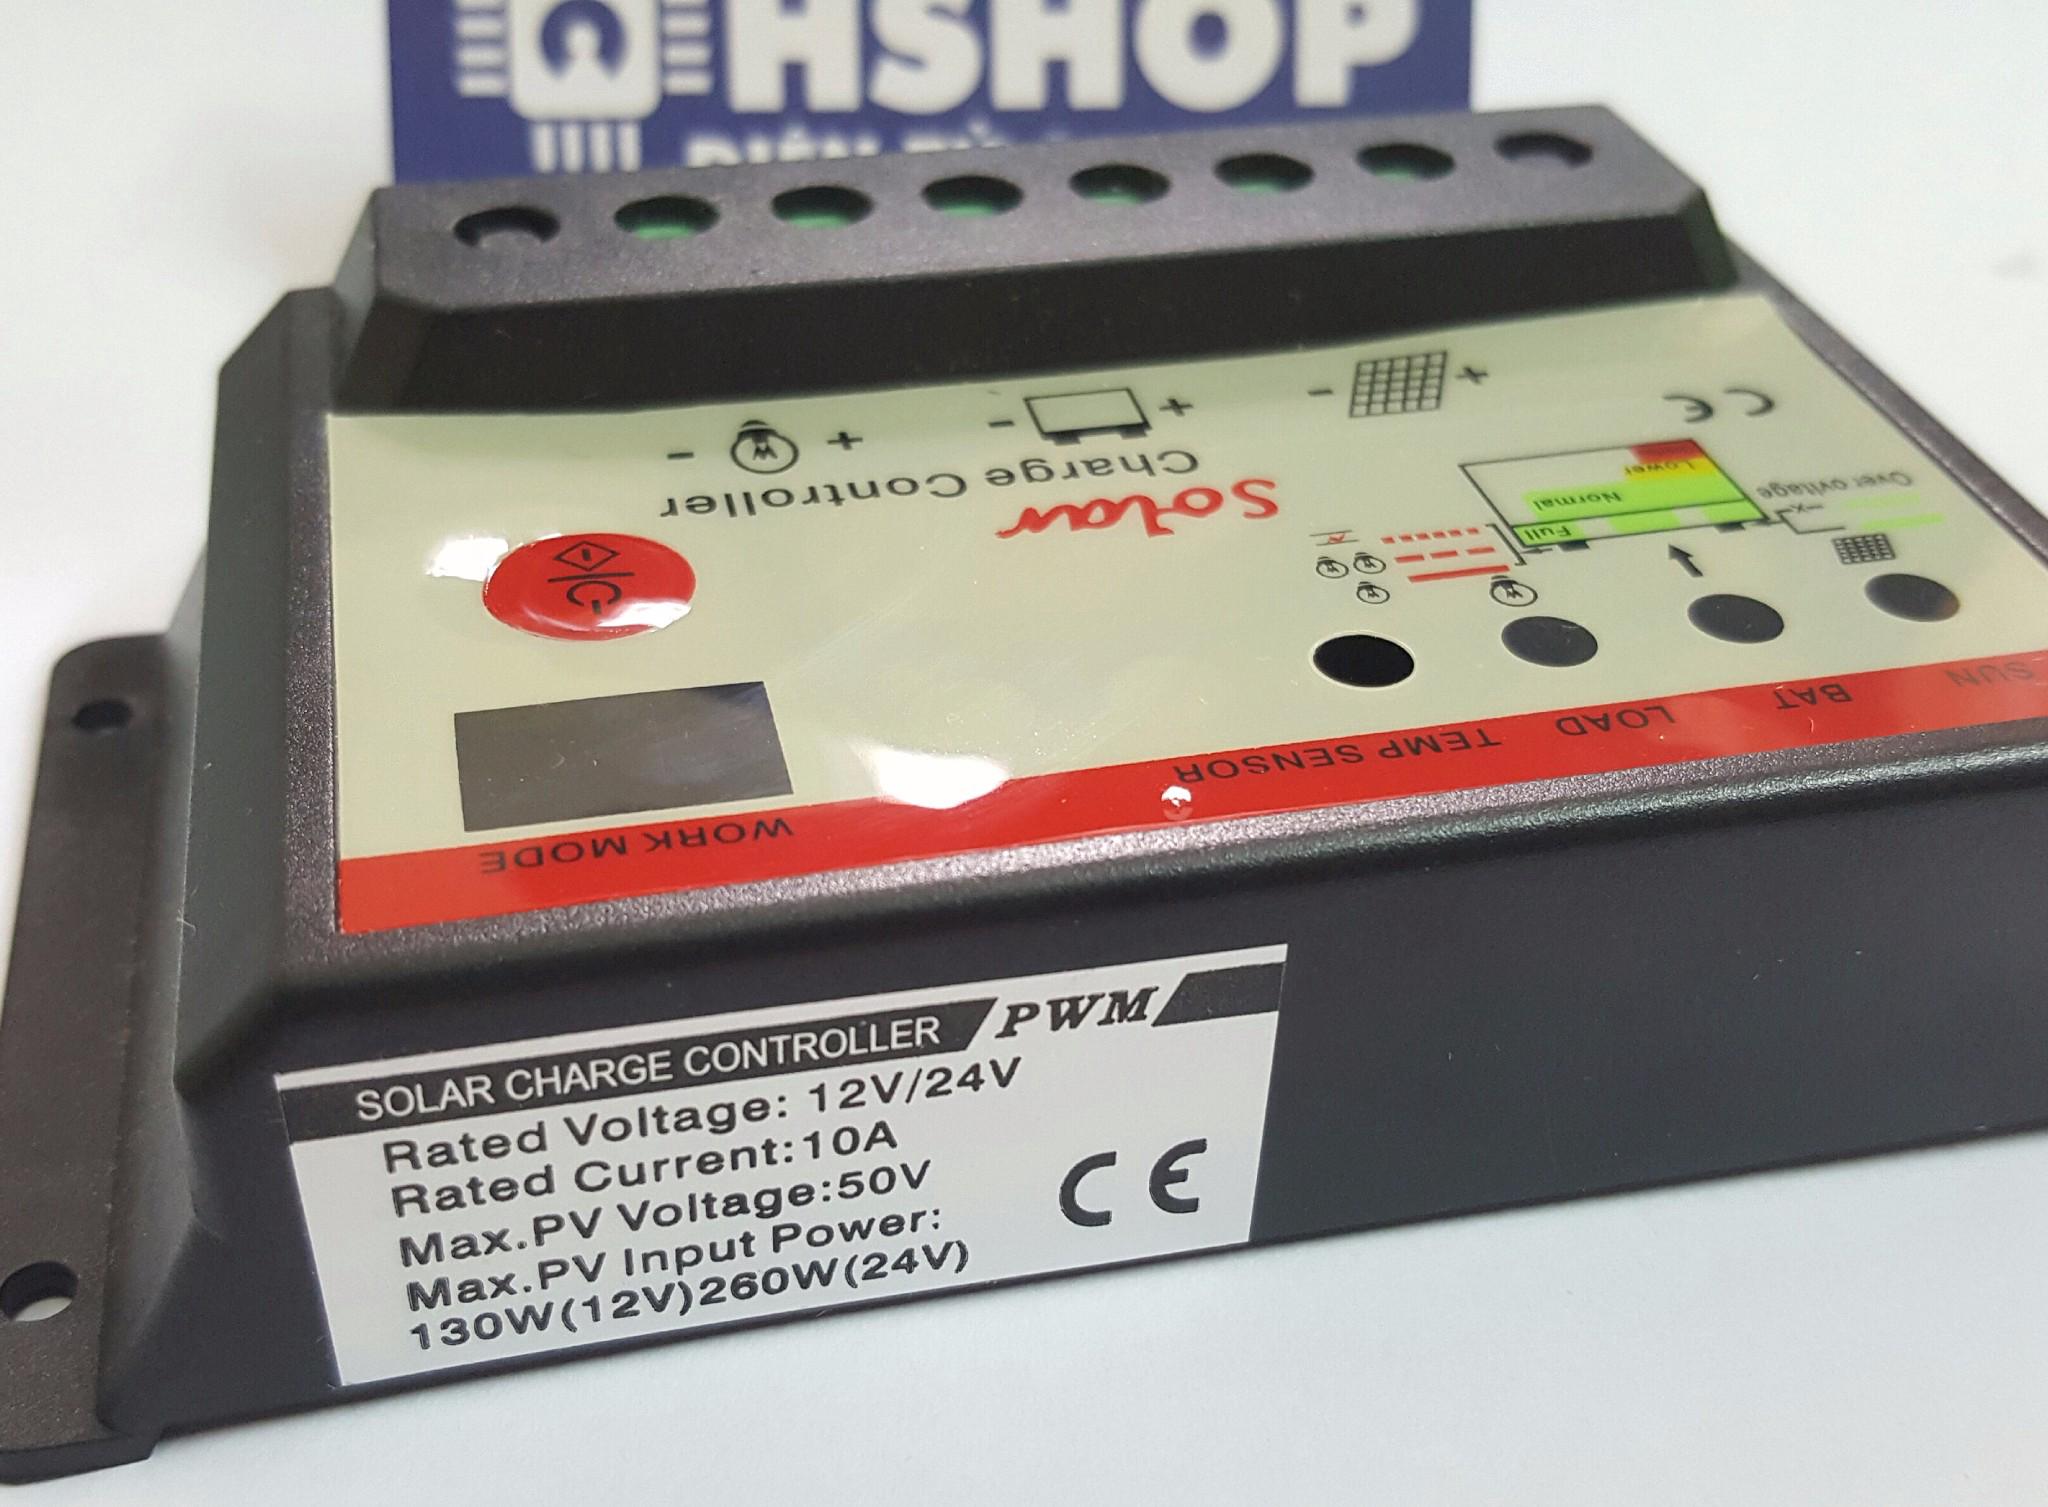 HSHOP
Solar
Charge Controller
+ - + - + -
CE
Over ovltage
Lower
Normal
Full
SUN BAT LOAD TEMP SENSOR WORK MODE
SOLAR CHARGE CONTROLLER PWM
Rated Voltage: 12V/24V
Rated Current:10A
Max.PV Voltage:50V
Max.PV Input Power:
130W(12V)260W(24V)
CE